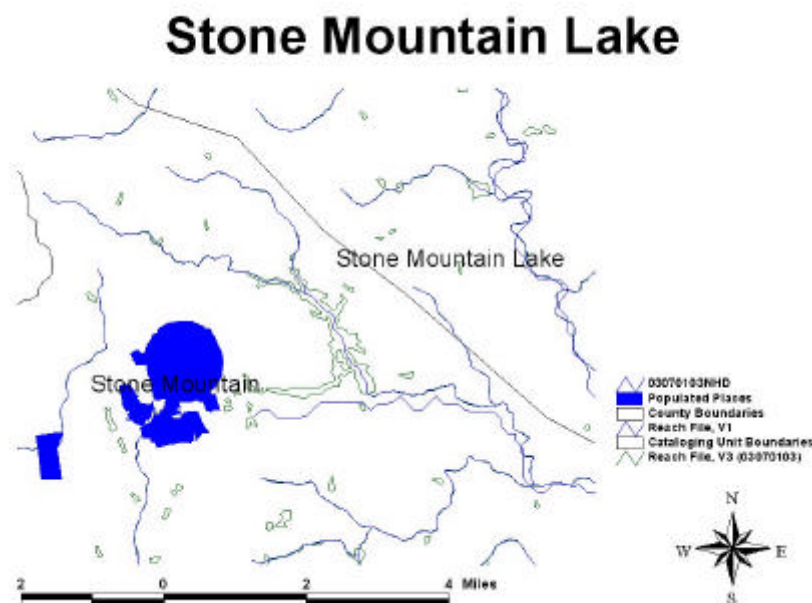 Stone Mountain Lake
Stone Mountain Lake
Stone Mountain
03070103NHD
Populated Places
County Boundaries
Reach File, V1
Cataloging Unit Boundaries
Reach File, V3 (03070103)
N
W E
S
2 0 2 4 Miles